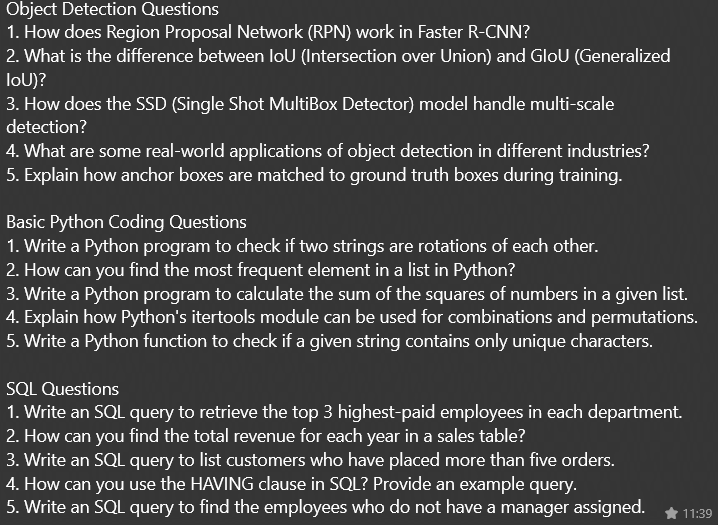 Object Detection Questions
1. How does Region Proposal Network (RPN) work in Faster R-CNN?
2. What is the difference between IoU (Intersection over Union) and GIoU (Generalized
IoU)?
3. How does the SSD (Single Shot MultiBox Detector) model handle multi-scale
detection?
4. What are some real-world applications of object detection in different industries?
5. Explain how anchor boxes are matched to ground truth boxes during training.

Basic Python Coding Questions
1. Write a Python program to check if two strings are rotations of each other.
2. How can you find the most frequent element in a list in Python?
3. Write a Python program to calculate the sum of the squares of numbers in a given list.
4. Explain how Python's itertools module can be used for combinations and permutations.
5. Write a Python function to check if a given string contains only unique characters.

SQL Questions
1. Write an SQL query to retrieve the top 3 highest-paid employees in each department.
2. How can you find the total revenue for each year in a sales table?
3. Write an SQL query to list customers who have placed more than five orders.
4. How can you use the HAVING clause in SQL? Provide an example query.
5. Write an SQL query to find the employees who do not have a manager assigned.
11:39